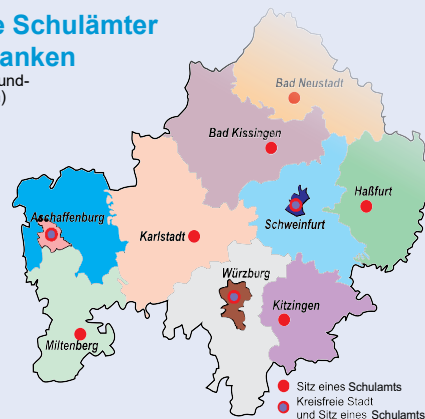 e Schulämter
anken
und-
)
Bad Neustadt
Bad Kissingen
Haßfurt
Aschaffenburg
Schweinfurt
Karlstadt
Würzburg
Kitzingen
Miltenberg
Sitz eines Schulamts
Kreisfreie Stadt
und Sitz eines Schulamts